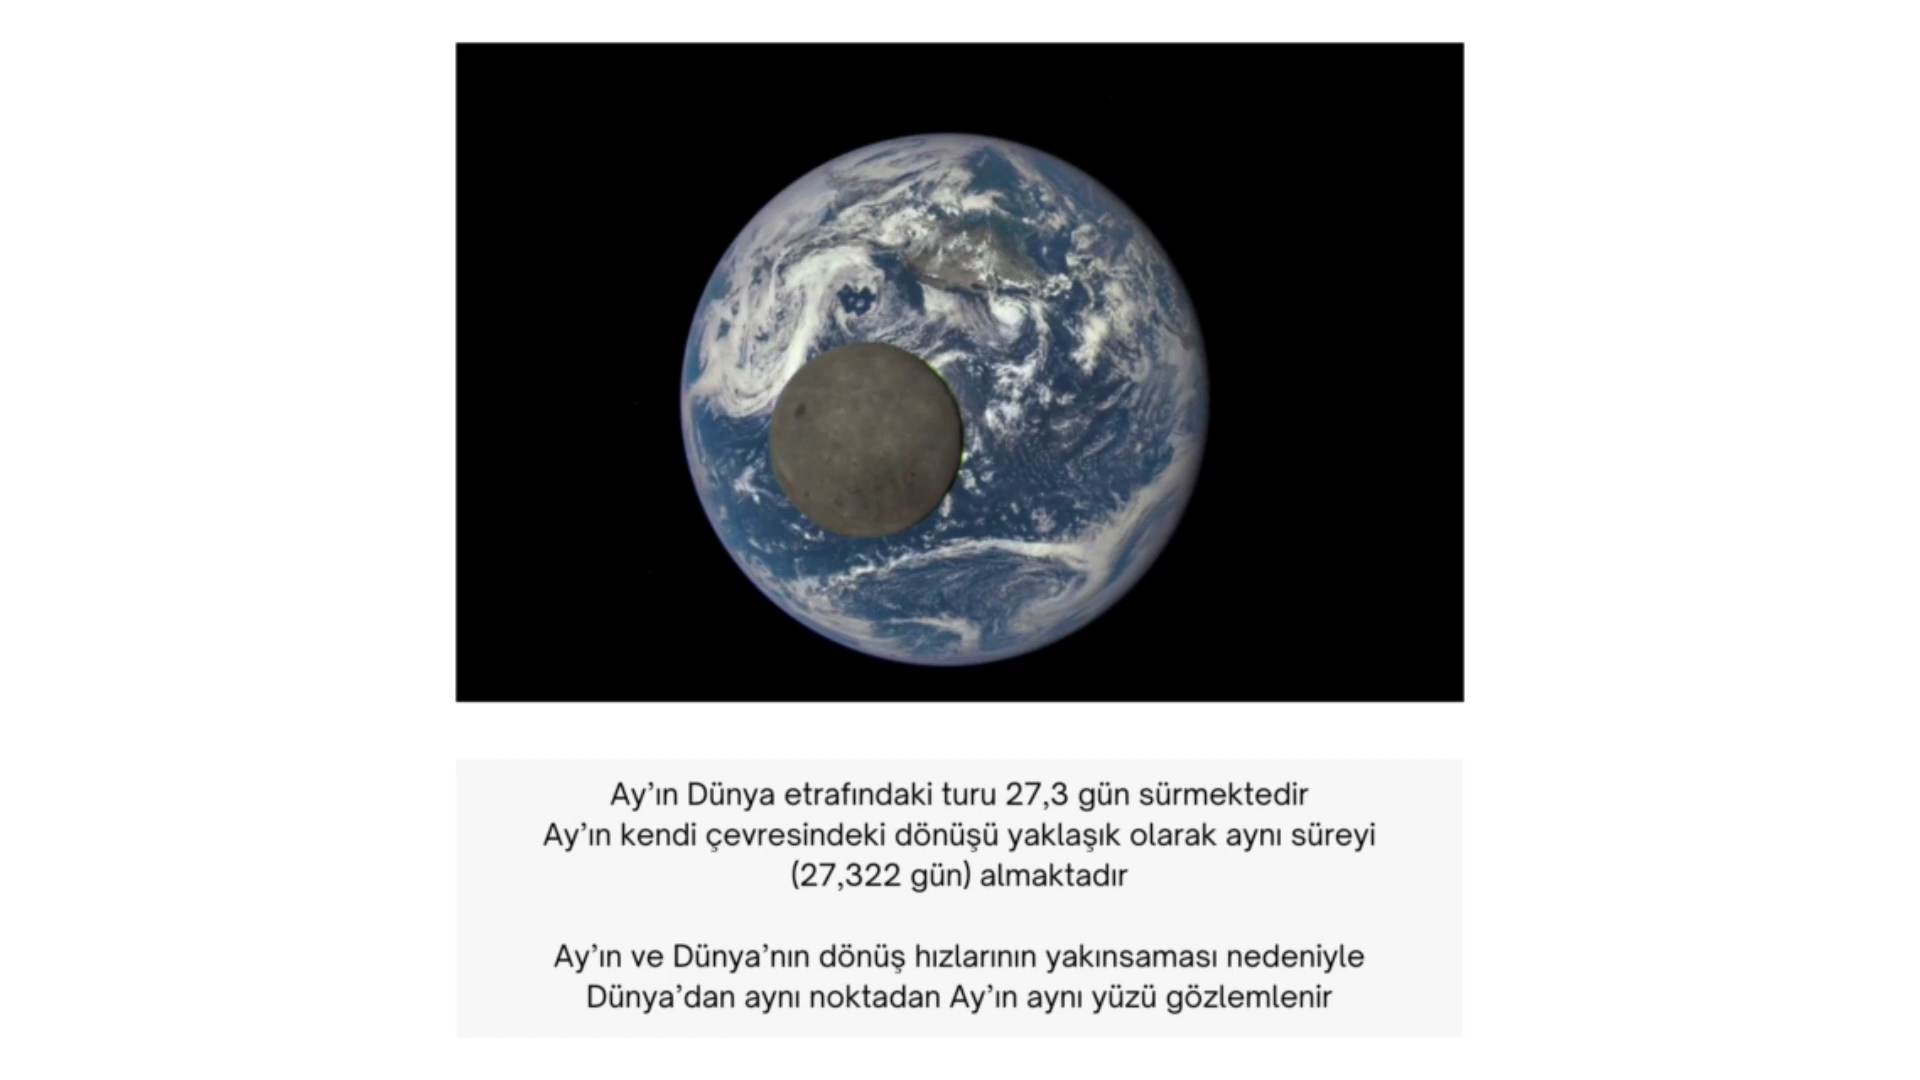 Ay’ın Dünya etrafındaki turu 27,3 gün sürmektedir
Ay’ın kendi çevresindeki dönüşü yaklaşık olarak aynı süreyi
(27,322 gün) almaktadır
Ay’ın ve Dünya’nın dönüş hızlarının yakınsaması nedeniyle
Dünya’dan aynı noktadan Ay’ın aynı yüzü gözlemlenir